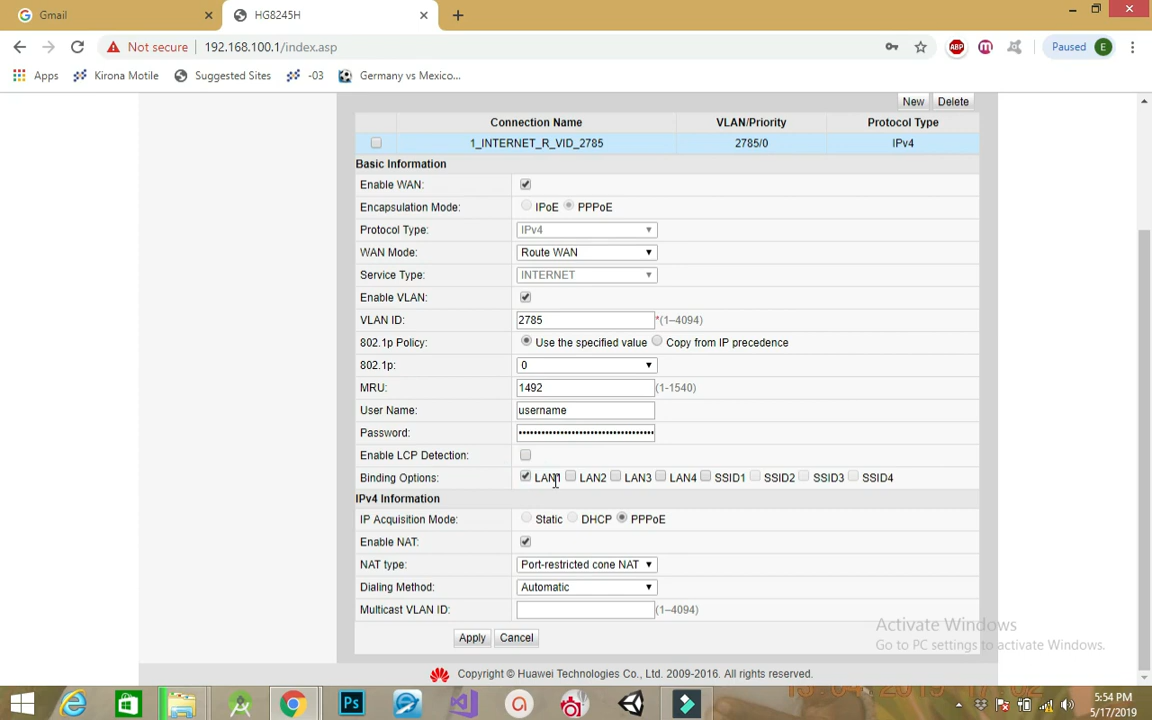 Gmail
HG8245H
Not secure 192.168.100.1/index.asp
ABP m Paused E
Apps Kirona Motile Suggested Sites -03 Germany vs Mexico...
New Delete
Connection Name VLAN/Priority Protocol Type
1_INTERNET_R_VID_2785 2785/0 IPv4
Basic Information
Enable WAN:
Encapsulation Mode: IPoE PPPoE
Protocol Type: IPv4
WAN Mode: Route WAN
Service Type: INTERNET
Enable VLAN:
VLAN ID: 2785 *(1–4094)
802.1p Policy: Use the specified value Copy from IP precedence
802.1p: 0
MRU: 1492 (1-1540)
User Name: username
Password:
Enable LCP Detection:
Binding Options: LAN1 LAN2 LAN3 LAN4 SSID1 SSID2 SSID3 SSID4
IPv4 Information
IP Acquisition Mode: Static DHCP PPPoE
Enable NAT:
NAT type: Port-restricted cone NAT
Dialing Method: Automatic
Multicast VLAN ID: (1–4094)
Activate Windows
Go to PC settings to activate Windows.
Apply Cancel
Copyright © Huawei Technologies Co., Ltd. 2009-2016. All rights reserved.
Ps
5:54 PM
5/17/2019